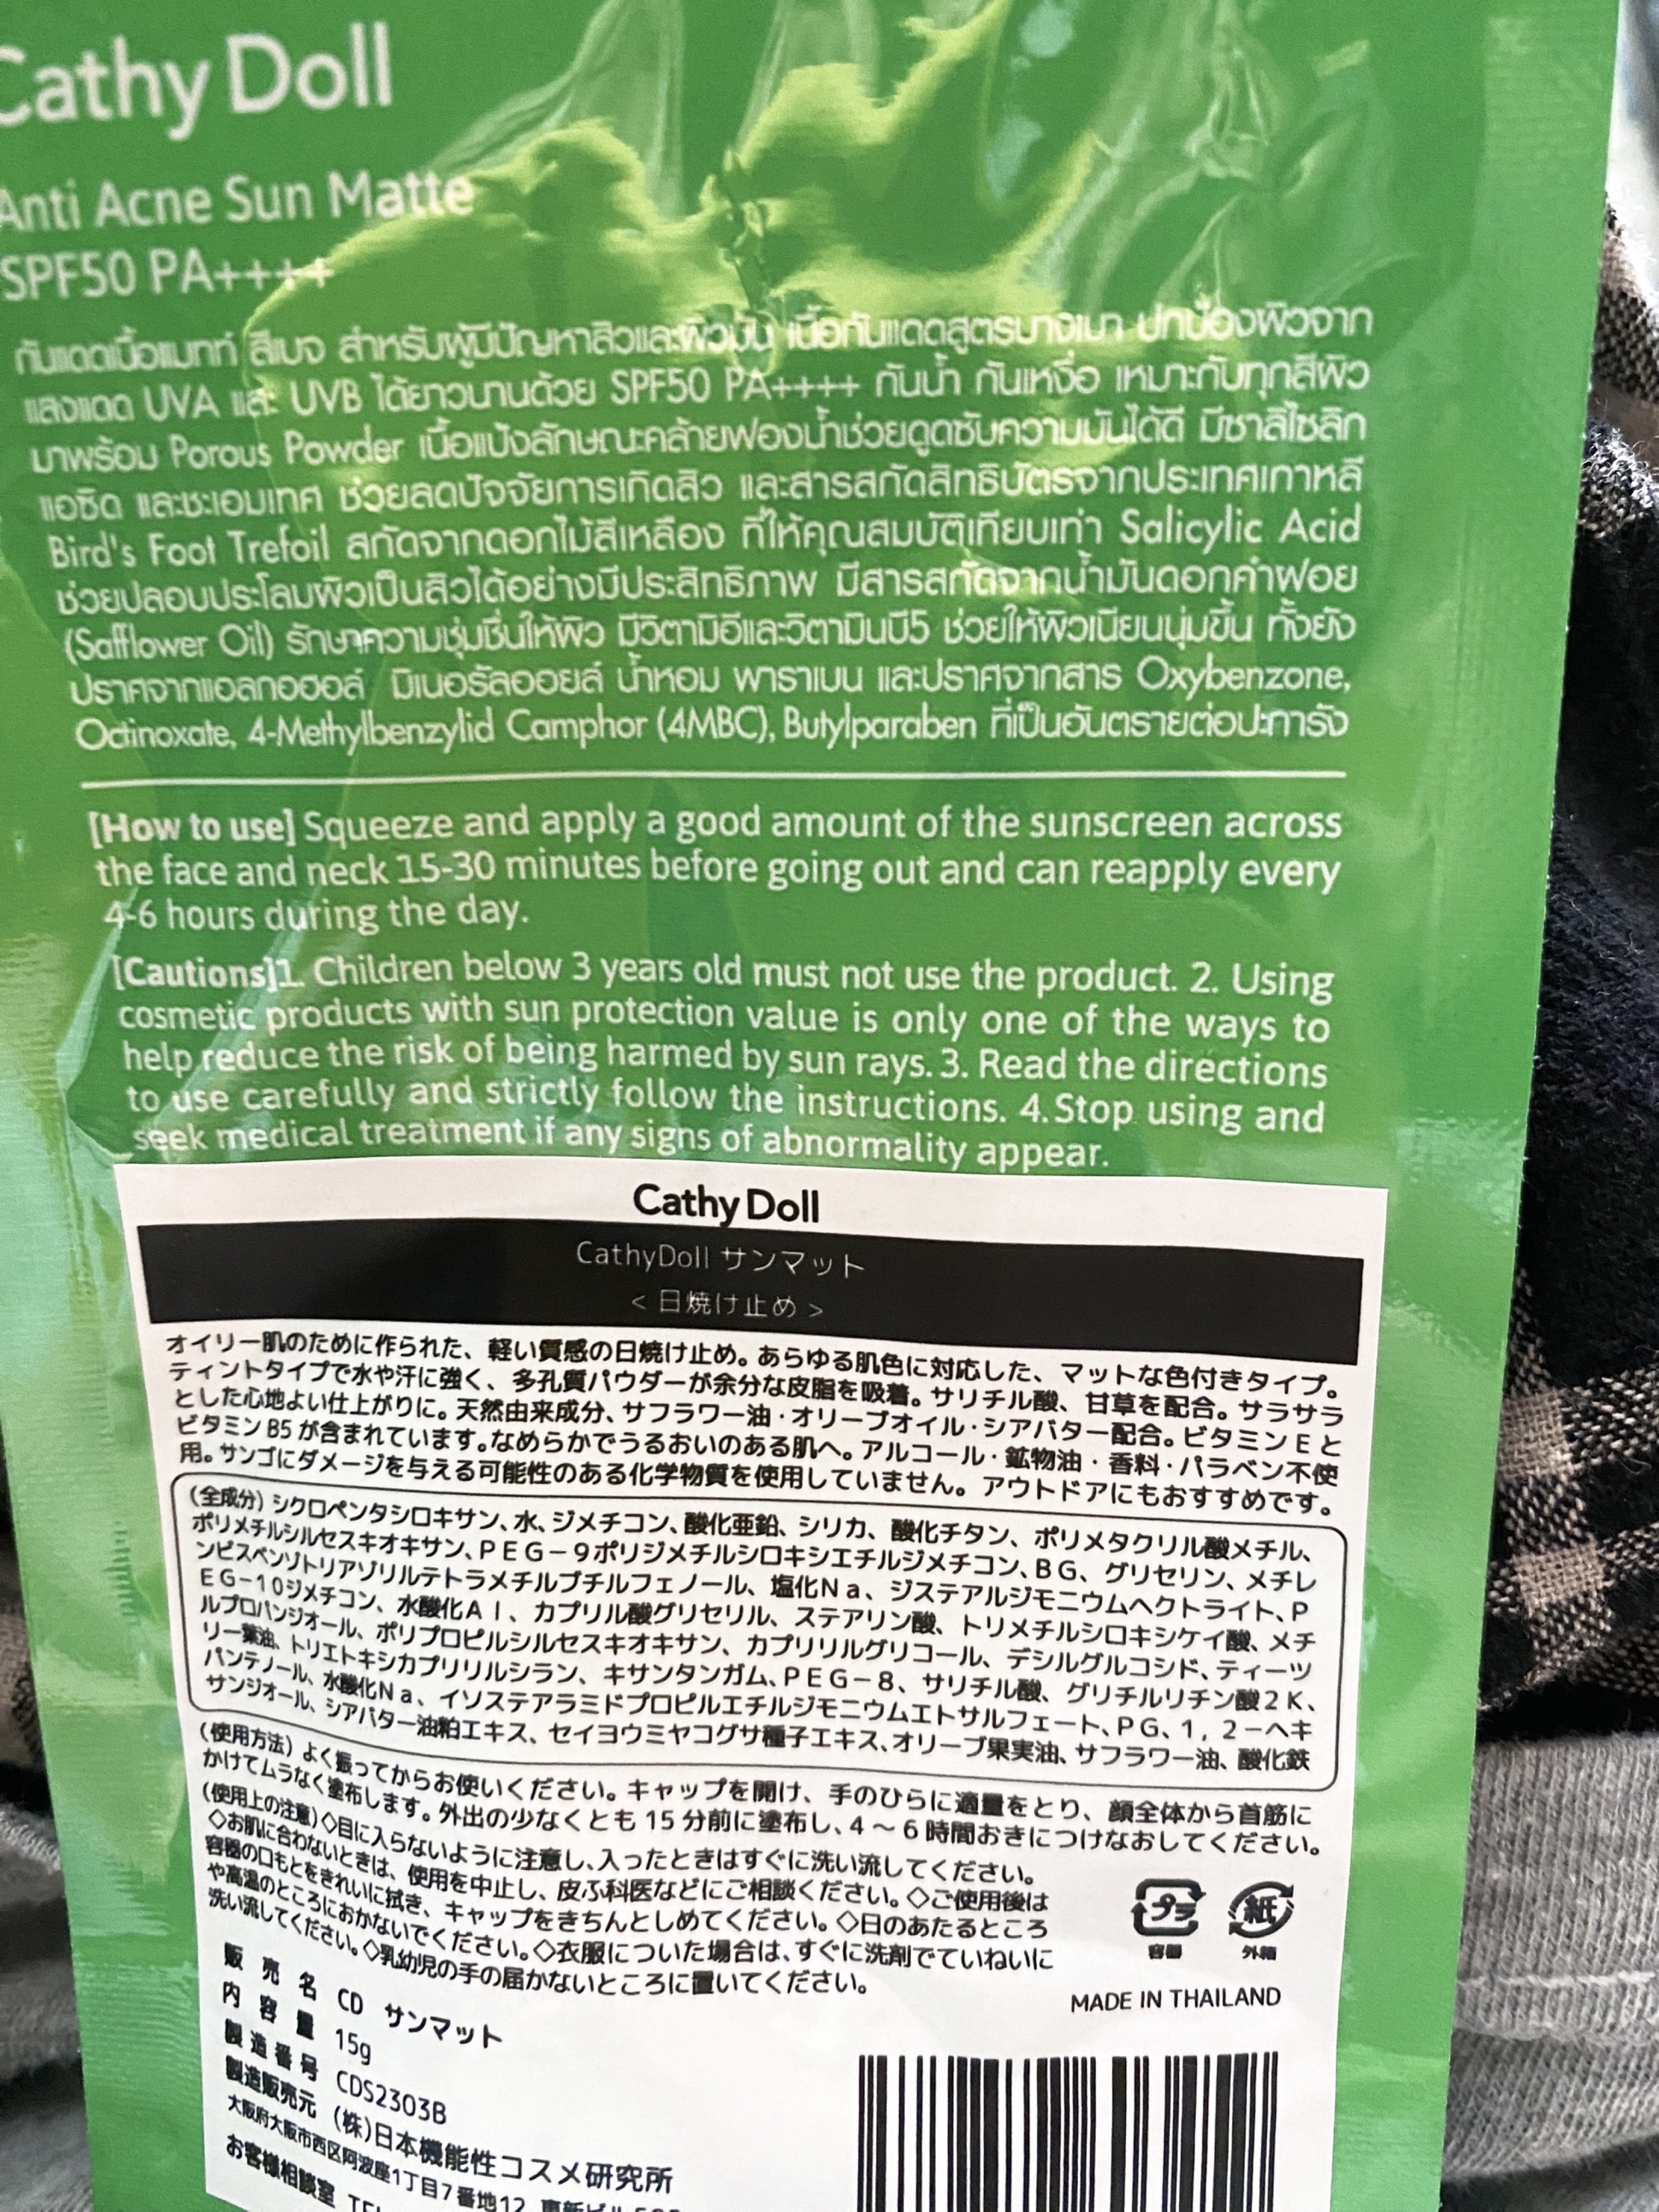 Cathy Doll
Anti Acne Sun Matte
SPF50 PA++++
กันแดดเนื้อแมทท์ สีเบจ สำหรับผู้มีปัญหาสิวและผิวมัน เนื้อกันแดดสูตรบางเบา ปกป้องผิวจาก
แสงแดด UVA และ UVB ได้ยาวนานด้วย SPF50 PA++++ กันน้ำ กันเหงื่อ เหมาะกับทุกสีผิว
มาพร้อม Porous Powder เนื้อแป้งลักษณะคล้ายฟองน้ำช่วยดูดซับความมันได้ดี มีซาลิไซลิก
แอซิด และชะเอมเทศ ช่วยลดปัจจัยการเกิดสิว และสารสกัดสิทธิบัตรจากประเทศเกาหลี
Bird's Foot Trefoil สกัดจากดอกไม้สีเหลือง ที่ให้คุณสมบัติเทียบเท่า Salicylic Acid
ช่วยปลอบประโลมผิวเป็นสิวได้อย่างมีประสิทธิภาพ มีสารสกัดจากน้ำมันดอกคำฝอย
(Safflower Oil) รักษาความชุ่มชื่นให้ผิว มีวิตามิอีและวิตามินบี5 ช่วยให้ผิวเนียนนุ่มขึ้น ทั้งยัง
ปราศจากแอลกอฮอล์ มิเนอรัลออยล์ น้ำหอม พาราเบน และปราศจากสาร Oxybenzone,
Octinoxate, 4-Methylbenzylid Camphor (4MBC), Butylparaben ที่เป็นอันตรายต่อปะการัง
[How to use] Squeeze and apply a good amount of the sunscreen across
the face and neck 15-30 minutes before going out and can reapply every
4-6 hours during the day.
[Cautions]1. Children below 3 years old must not use the product. 2. Using
cosmetic products with sun protection value is only one of the ways to
help reduce the risk of being harmed by sun rays. 3. Read the directions
to use carefully and strictly follow the instructions. 4. Stop using and
seek medical treatment if any signs of abnormality appear.
Cathy Doll
CathyDoll サンマット
＜日焼け止め＞
オイリー肌のために作られた、軽い質感の日焼け止め。あらゆる肌色に対応した、マットな色付きタイプ。
ティントタイプで水や汗に強く、多孔質パウダーが余分な皮脂を吸着。サリチル酸、甘草を配合。サラサラ
とした心地よい仕上がりに。天然由来成分、サフラワー油・オリーブオイル・シアバター配合。ビタミンEと
ビタミンB5が含まれています。なめらかでうるおいのある肌へ。アルコール・鉱物油・香料・パラベン不使
用。サンゴにダメージを与える可能性のある化学物質を使用していません。アウトドアにもおすすめです。
（全成分）シクロペンタシロキサン、水、ジメチコン、酸化亜鉛、シリカ、酸化チタン、ポリメタクリル酸メチル、
ポリメチルシルセスキオキサン、PEG－9ポリジメチルシロキシエチルジメチコン、BG、グリセリン、メチレ
ンビスベンゾトリアゾリルテトラメチルブチルフェノール、塩化Na、ジステアルジモニウムヘクトライト、P
EG－10ジメチコン、水酸化Al、カプリル酸グリセリル、ステアリン酸、トリメチルシロキシケイ酸、メチ
ルプロパンジオール、ポリプロピルシルセスキオキサン、カプリリルグリコール、デシルグルコシド、ティーツ
リー葉油、トリエトキシカプリリルシラン、キサンタンガム、PEG－8、サリチル酸、グリチルリチン酸2K、
パンテノール、水酸化Na、イソステアラミドプロピルエチルジモニウムエトサルフェート、PG、1，2－ヘキ
サンジオール、シアバター油粕エキス、セイヨウミヤコグサ種子エキス、オリーブ果実油、サフラワー油、酸化鉄
（使用方法）よく振ってからお使いください。キャップを開け、手のひらに適量をとり、顔全体から首筋に
かけてムラなく塗布します。外出の少なくとも15分前に塗布し、4～6時間おきにつけなおしてください。
（使用上の注意）◇目に入らないように注意し、入ったときはすぐに洗い流してください。
◇お肌に合わないときは、使用を中止し、皮ふ科医などにご相談ください。◇ご使用後は
容器の口もとをきれいに拭き、キャップをきちんとしめてください。◇日のあたるところ
や高温のところにおかないでください。◇衣服についた場合は、すぐに洗剤でていねいに
洗い流してください。◇乳幼児の手の届かないところに置いてください。
プラ 紙
容器 外箱
MADE IN THAILAND
販売名 CD サンマット
内容量 15g
製造番号 CDS2303B
製造販売元 (株)日本機能性コスメ研究所
大阪府大阪市西区阿波座1丁目7番地12
お客様相談室